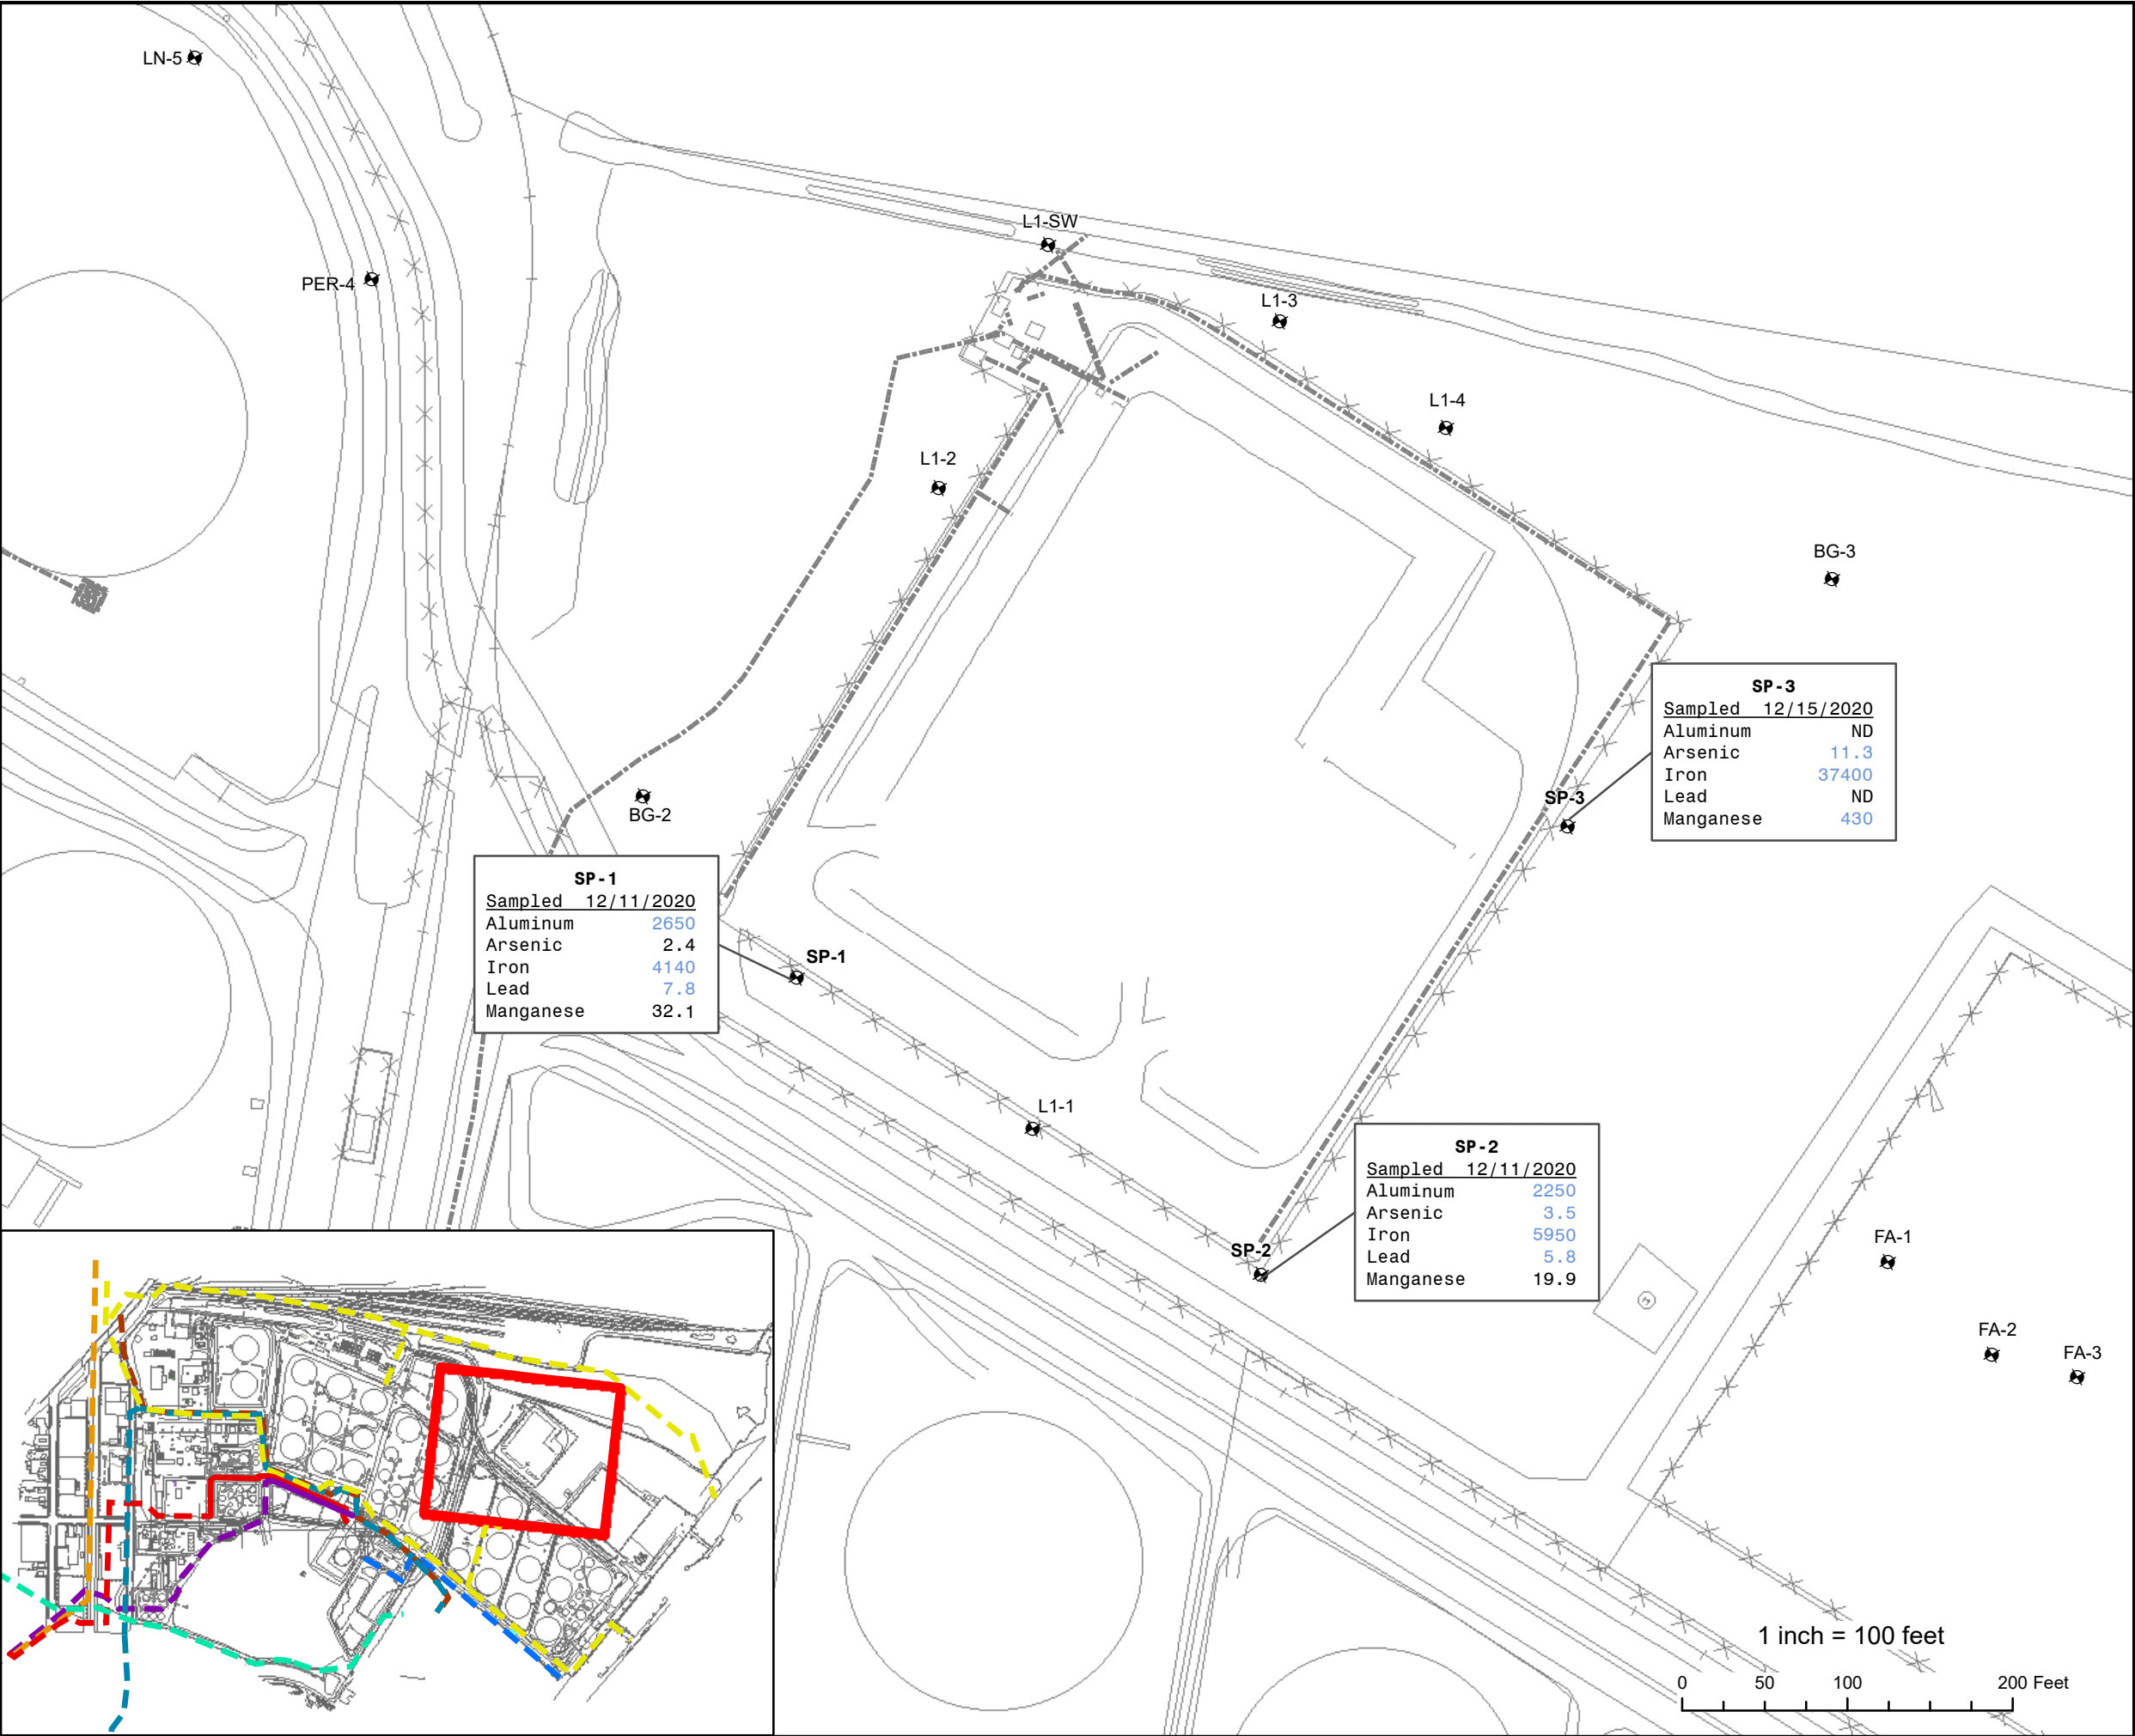 LN-5
L1-SW
PER-4
L1-3
L1-4
L1-2
BG-3
SP-3
Sampled 12/15/2020
Aluminum ND
Arsenic 11.3
Iron 37400
Lead ND
Manganese 430
SP-3
BG-2
SP-1
Sampled 12/11/2020
Aluminum 2650
Arsenic 2.4
Iron 4140
Lead 7.8
Manganese 32.1
SP-1
L1-1
SP-2
Sampled 12/11/2020
Aluminum 2250
Arsenic 3.5
Iron 5950
Lead 5.8
Manganese 19.9
SP-2
FA-1
FA-2
FA-3
1 inch = 100 feet
0 50 100 200 Feet